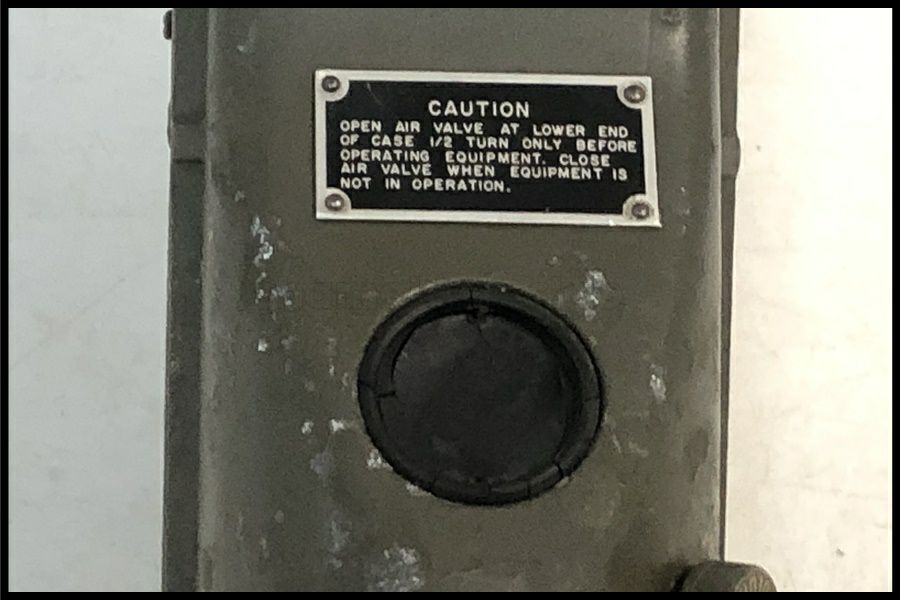 CAUTION
OPEN AIR VALVE AT LOWER END
OF CASE 1/2 TURN ONLY BEFORE
OPERATING EQUIPMENT. CLOSE
AIR VALVE WHEN EQUIPMENT IS
NOT IN OPERATION.